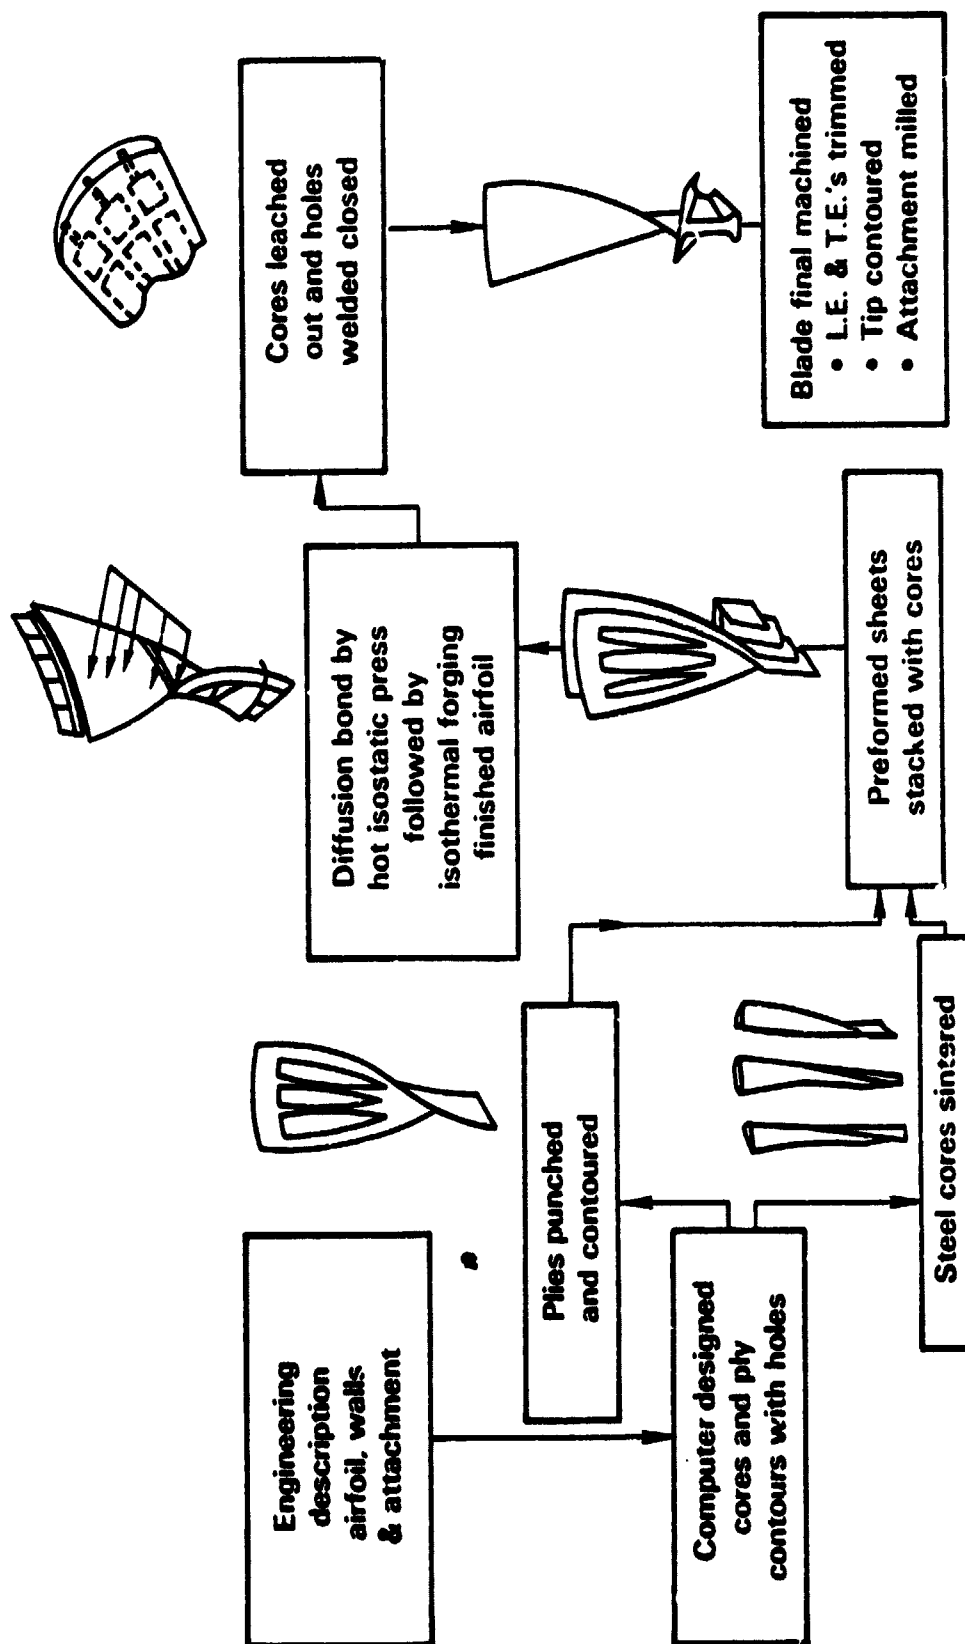 Engineering
description
airfoil, walls
& attachment
Computer designed
cores and ply
contours with holes
Plies punched
and contoured
Steel cores sintered
Preformed sheets
stacked with cores
Diffusion bond by
hot isostatic press
followed by
isothermal forging
finished airfoil
Cores leached
out and holes
welded closed
Blade final machined
• L.E. & T.E.'s trimmed
• Tip contoured
• Attachment milled